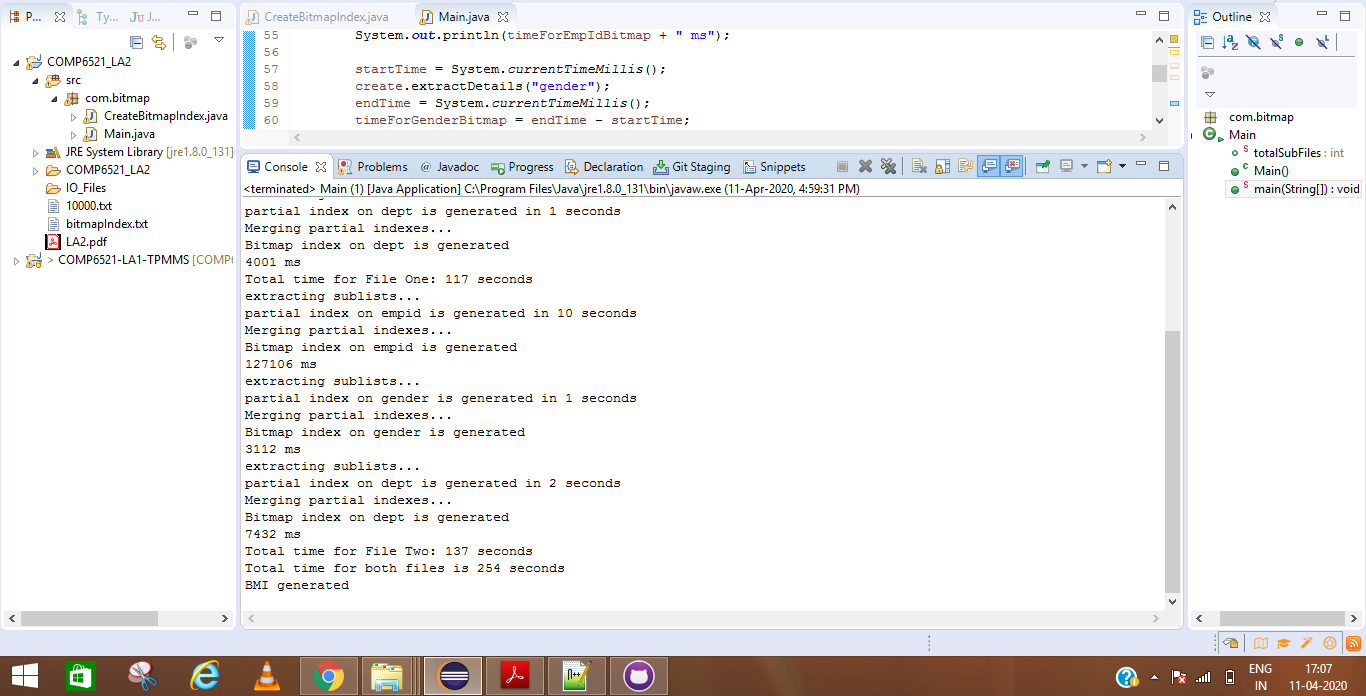 P...
Ty...
JU J...
COMP6521_LA2
src
com.bitmap
CreateBitmapIndex.java
Main.java
JRE System Library [jre1.8.0_131]
COMP6521_LA2
IO_Files
10000.txt
bitmapIndex.txt
LA2.pdf
> COMP6521-LA1-TPMMS [COMP
CreateBitmapIndex.java
Main.java
55 System.out.println(timeForEmpIdBitmap + " ms");
56
57 startTime = System.currentTimeMillis();
58 create.extractDetails("gender");
59 endTime = System.currentTimeMillis();
60 timeForGenderBitmap = endTime - startTime;
Console Problems @ Javadoc Progress Declaration Git Staging Snippets
<terminated> Main (1) [Java Application] C:\Program Files\Java\jre1.8.0_131\bin\javaw.exe (11-Apr-2020, 4:59:31 PM)
partial index on dept is generated in 1 seconds
Merging partial indexes...
Bitmap index on dept is generated
4001 ms
Total time for File One: 117 seconds
extracting sublists...
partial index on empid is generated in 10 seconds
Merging partial indexes...
Bitmap index on empid is generated
127106 ms
extracting sublists...
partial index on gender is generated in 1 seconds
Merging partial indexes...
Bitmap index on gender is generated
3112 ms
extracting sublists...
partial index on dept is generated in 2 seconds
Merging partial indexes...
Bitmap index on dept is generated
7432 ms
Total time for File Two: 137 seconds
Total time for both files is 254 seconds
BMI generated
Outline
com.bitmap
Main
totalSubFiles : int
Main()
main(String[]) : void
ENG
IN
17:07
11-04-2020